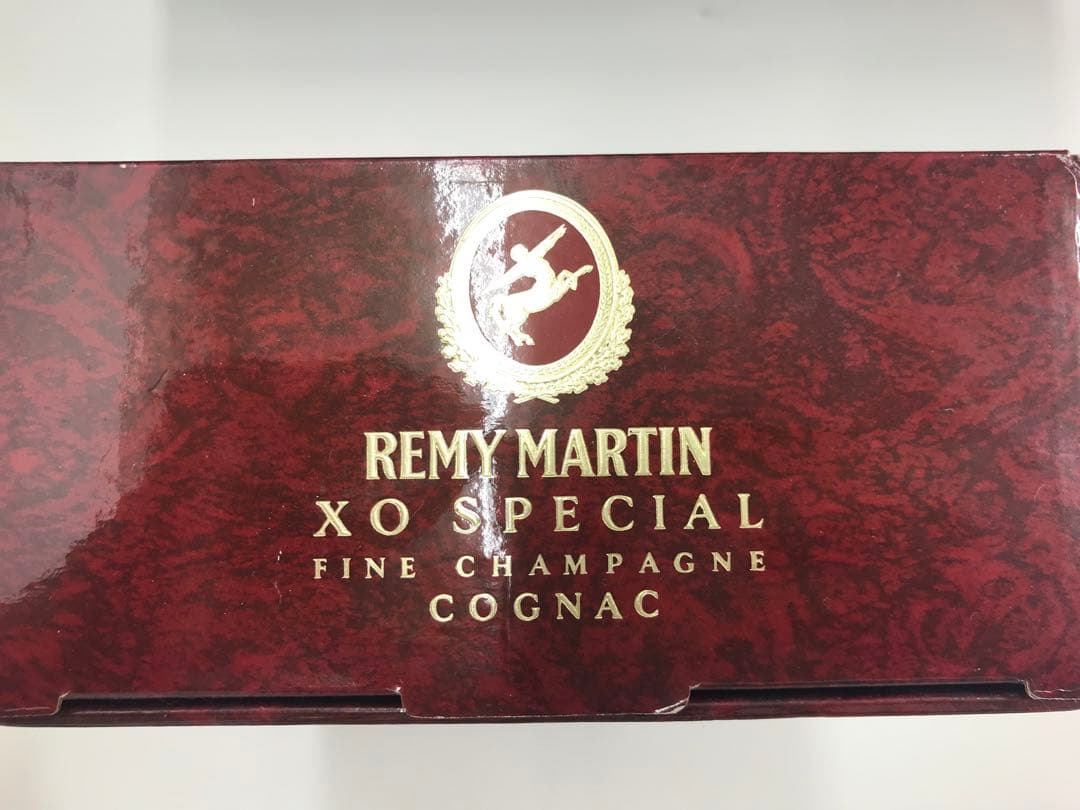 REMY MARTIN
XO SPECIAL
FINE CHAMPAGNE
COGNAC